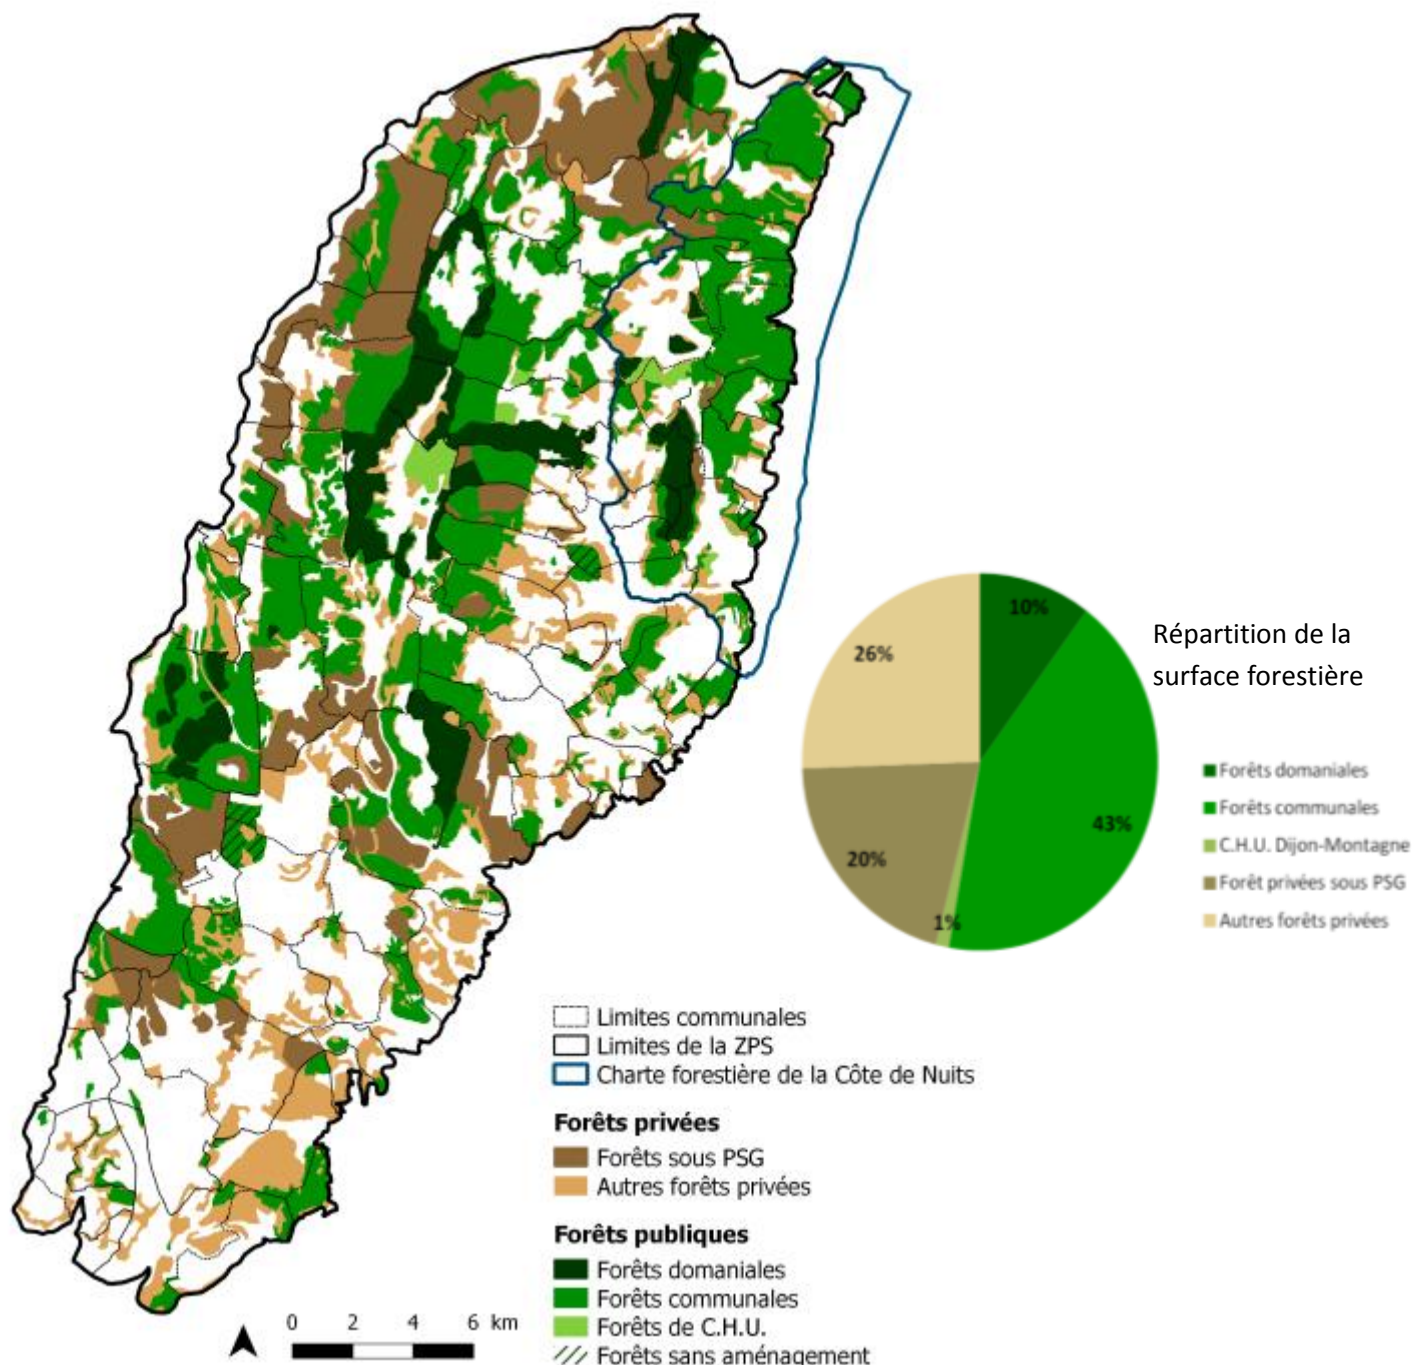 10%
26%
43%
20%
1%
Répartition de la
surface forestière
Forêts domaniales
Forêts communales
C.H.U. Dijon-Montagne
Forêt privées sous PSG
Autres forêts privées
Limites communales
Limites de la ZPS
Charte forestière de la Côte de Nuits
Forêts privées
Forêts sous PSG
Autres forêts privées
Forêts publiques
Forêts domaniales
Forêts communales
Forêts de C.H.U.
Forêts sans aménagement
0 2 4 6 km